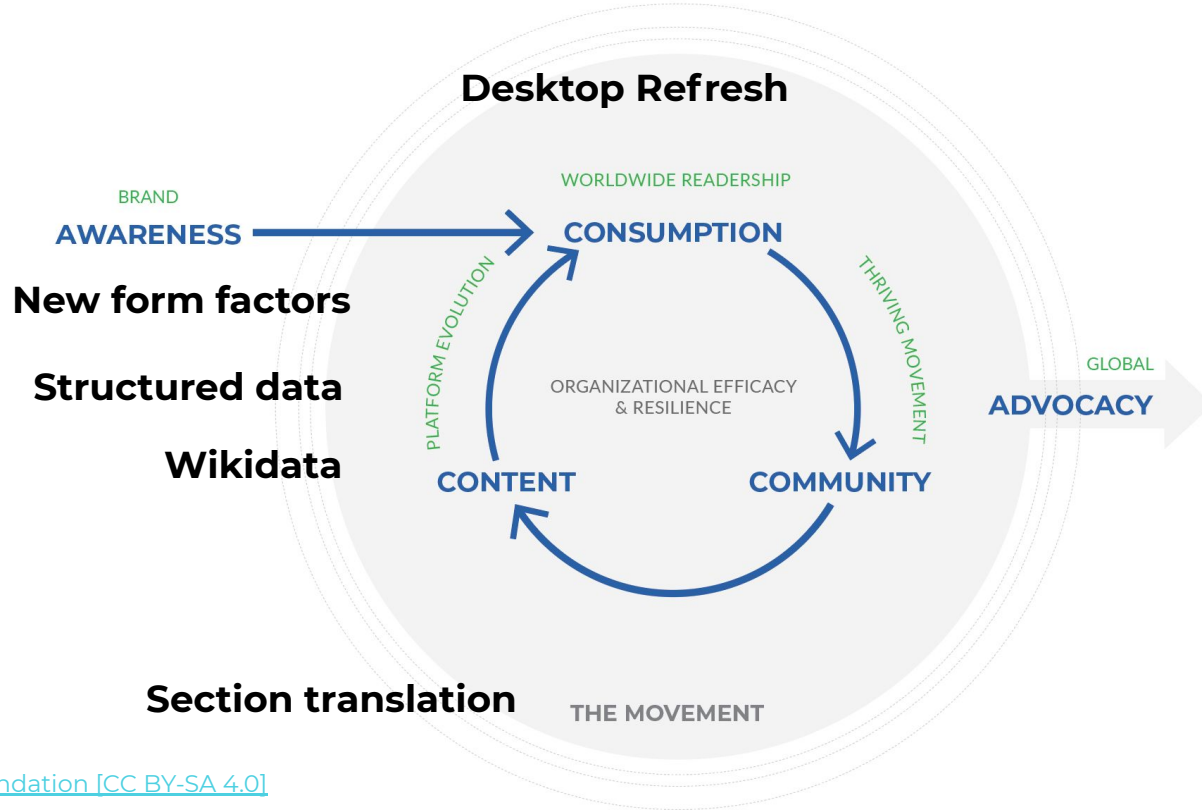 Desktop Refresh
WORLDWIDE READERSHIP
BRAND
AWARENESS
CONSUMPTION
New form factors
PLATFORM EVOLUTION
THRIVING MOVEMENT
Structured data
ORGANIZATIONAL EFFICACY
& RESILIENCE
GLOBAL
ADVOCACY
Wikidata
CONTENT
COMMUNITY
Section translation
THE MOVEMENT
ndation [CC BY-SA 4.0]